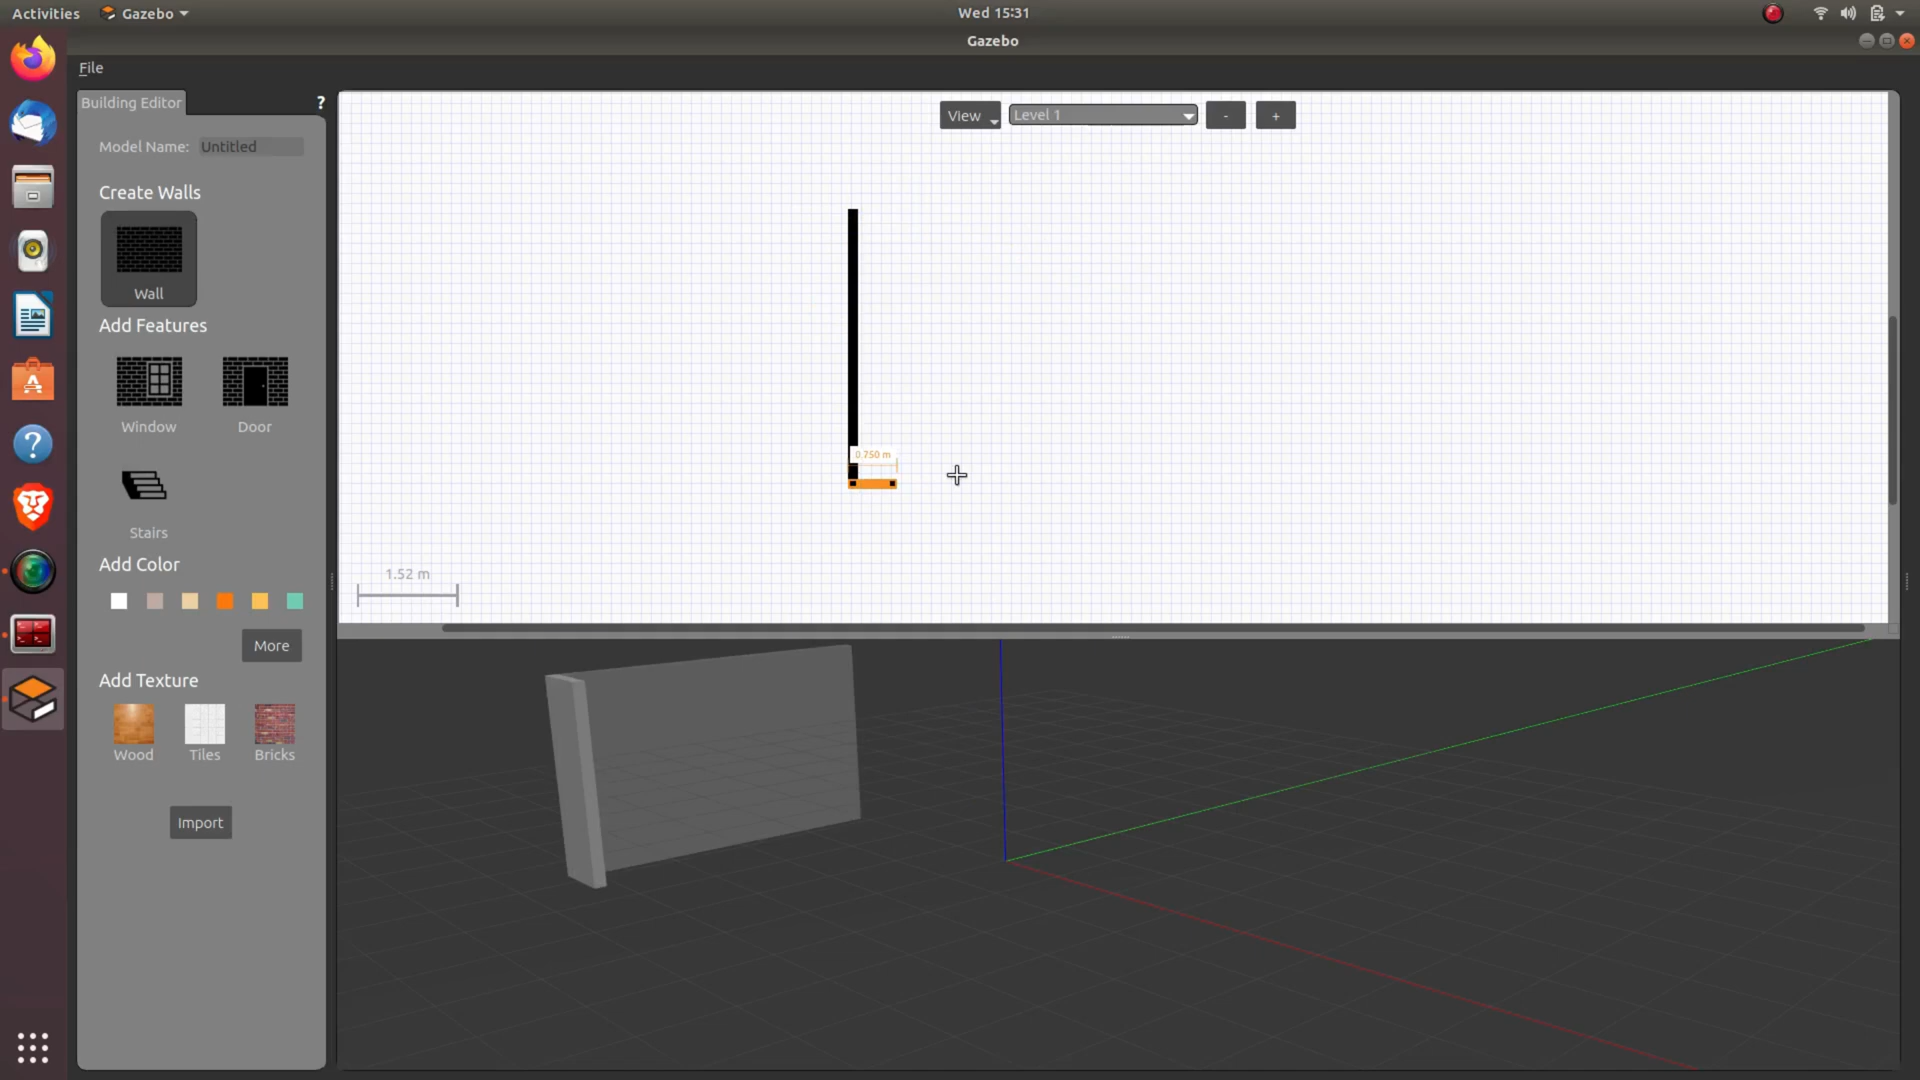 Activities
Gazebo
Wed 15:31
Gazebo
File
Building Editor
?
View
Level 1
-
+
Model Name: Untitled
Create Walls
Wall
Add Features
Window
Door
0.750 m
Stairs
Add Color
1.52 m
More
Add Texture
Wood
Tiles
Bricks
Import